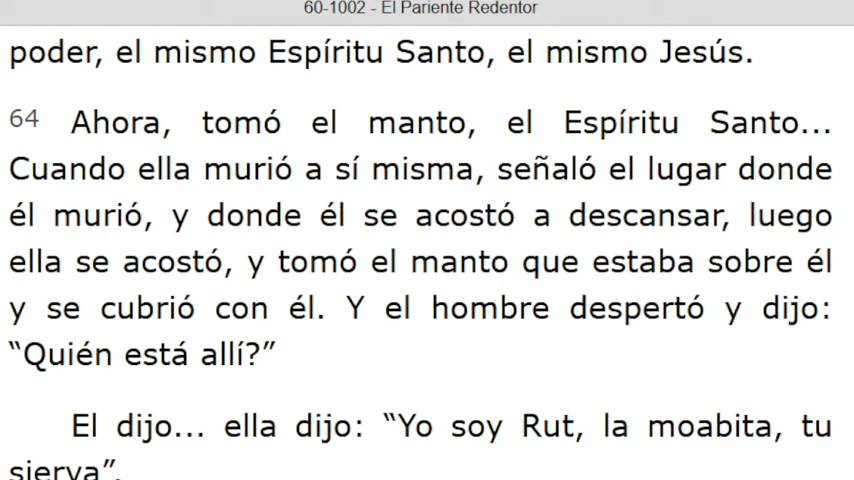 60-1002 - El Pariente Redentor
poder, el mismo Espíritu Santo, el mismo Jesús.
64 Ahora, tomó el manto, el Espíritu Santo...
Cuando ella murió a sí misma, señaló el lugar donde
él murió, y donde él se acostó a descansar, luego
ella se acostó, y tomó el manto que estaba sobre él
y se cubrió con él. Y el hombre despertó y dijo:
“Quién está allí?”
El dijo... ella dijo: “Yo soy Rut, la moabita, tu
sierva”.